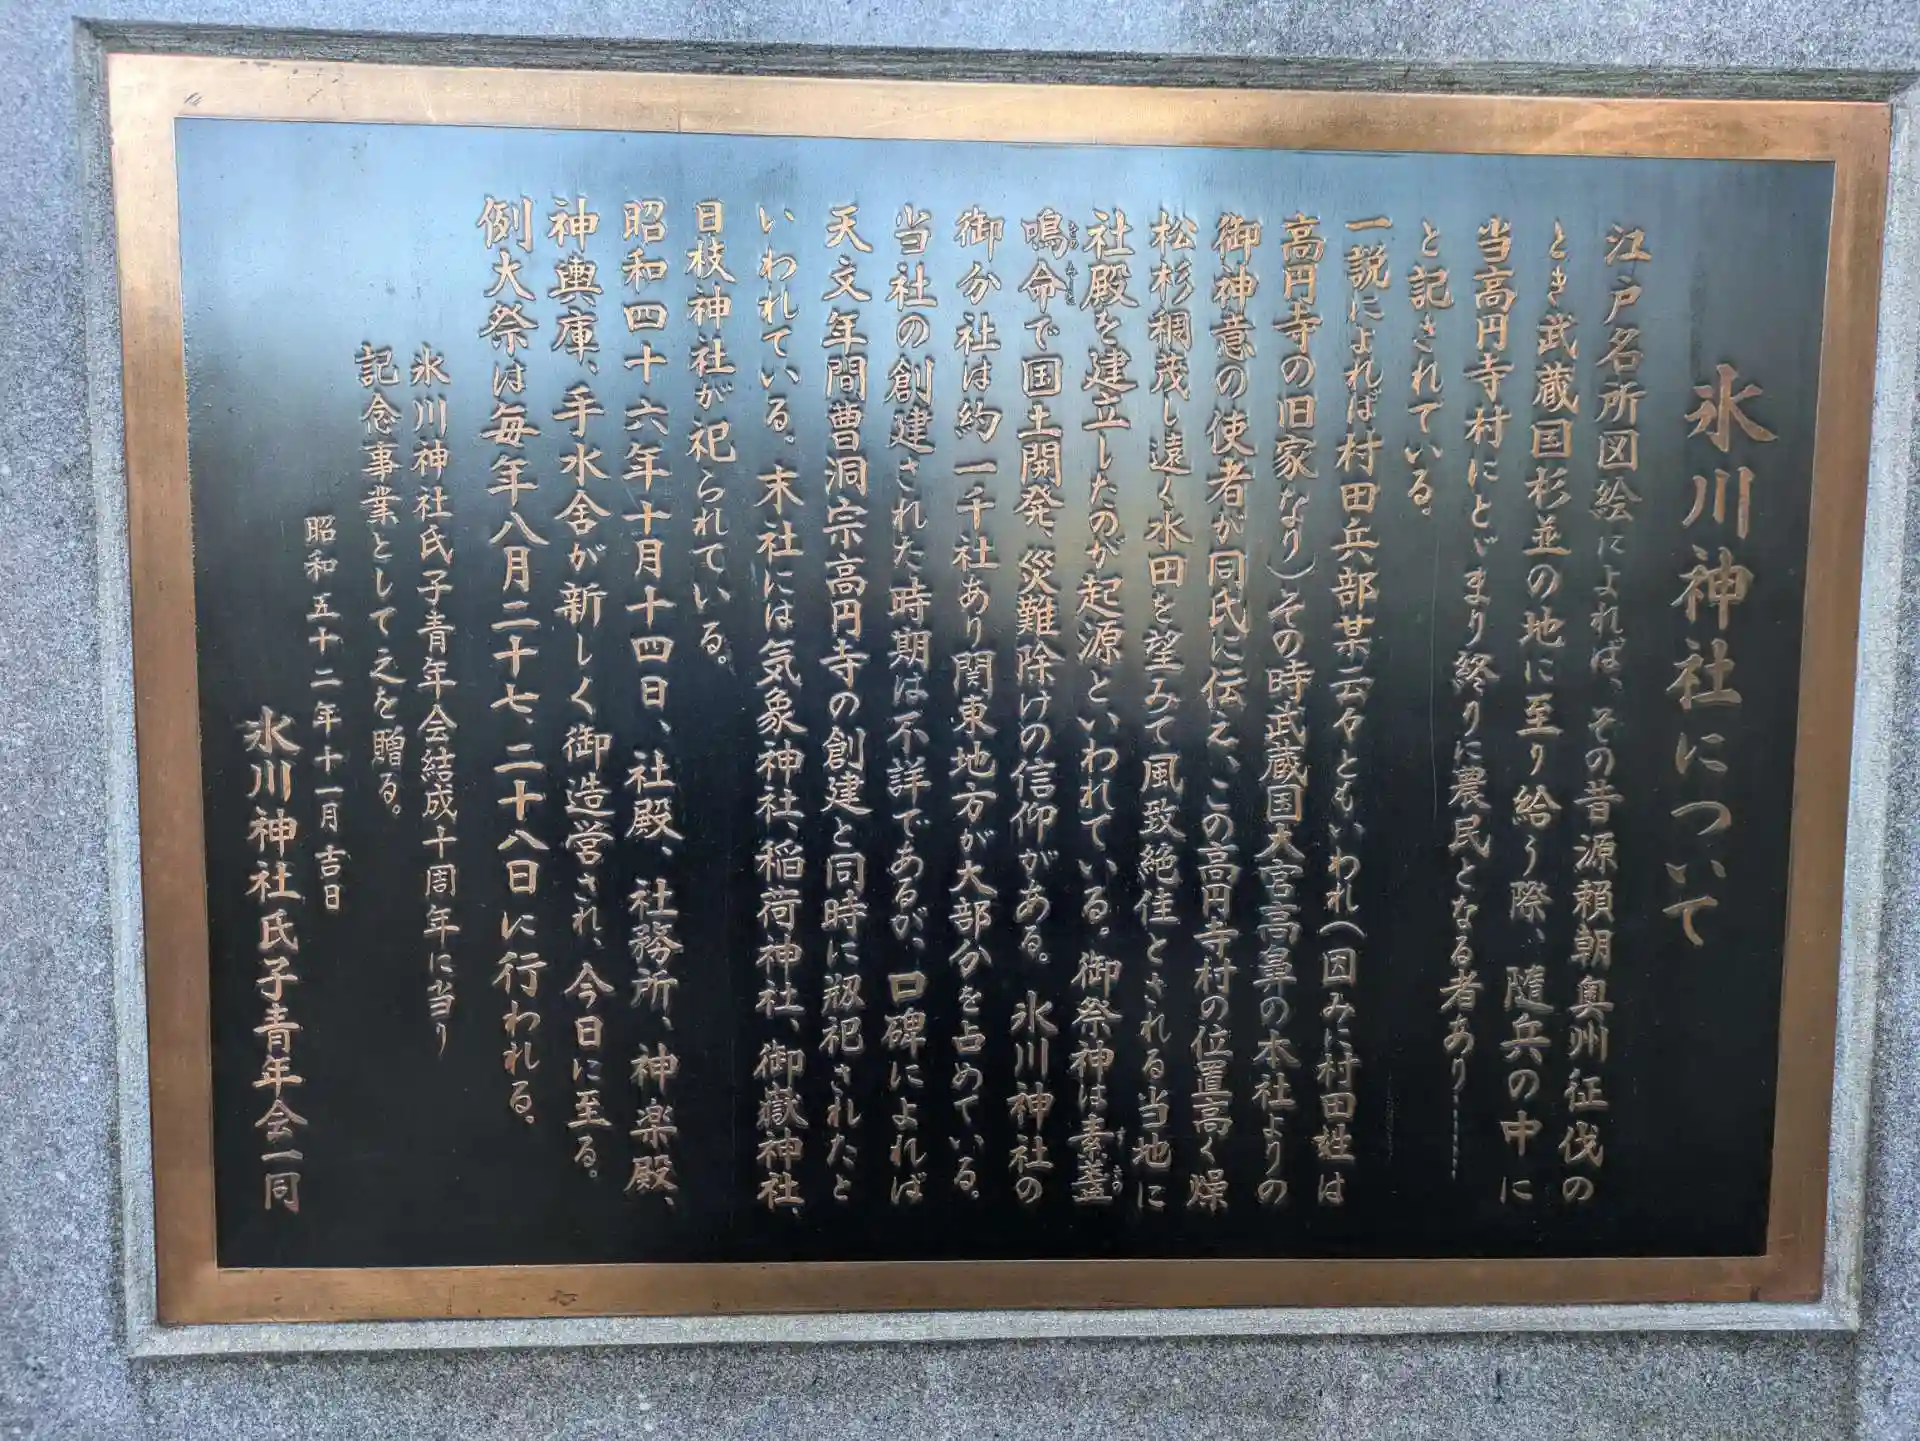 氷川神社について
江戸名所図絵によれば、その昔源頼朝奥州征伐の
とき武蔵国杉並の地に至り給う際、随兵の中に
当高円寺村にとゞまり終りに農民となる者あり……
と記されている。
一説によれば村田兵部某云々ともいわれ(因みに村田姓は
高円寺の旧家なり)その時武蔵国大宮高鼻の本社よりの
御神意の使者が同氏に伝え、この高円寺村の位置高く燥
松杉稠茂し遠く水田を望みて風致絶佳とされる当地に
社殿を建立したのが起源といわれている。御祭神は素盞
鳴命で国土開発、災難除けの信仰がある。氷川神社の
御分社は約一千社あり関東地方が大部分を占めている。
当社の創建された時期は不詳であるが、口碑によれば
天文年間曹洞宗高円寺の創建と同時に剏祀されたと
いわれている。末社には気象神社、稲荷神社、御嶽神社、
日枝神社が祀られている。
昭和四十六年十月十四日、社殿、社務所、神楽殿、
神輿庫、手水舎が新しく御造営され、今日に至る。
例大祭は毎年八月二十七、二十八日に行われる。
氷川神社氏子青年会結成十周年に当り
記念事業として之を贈る。
昭和五十二年十一月吉日
氷川神社氏子青年会一同